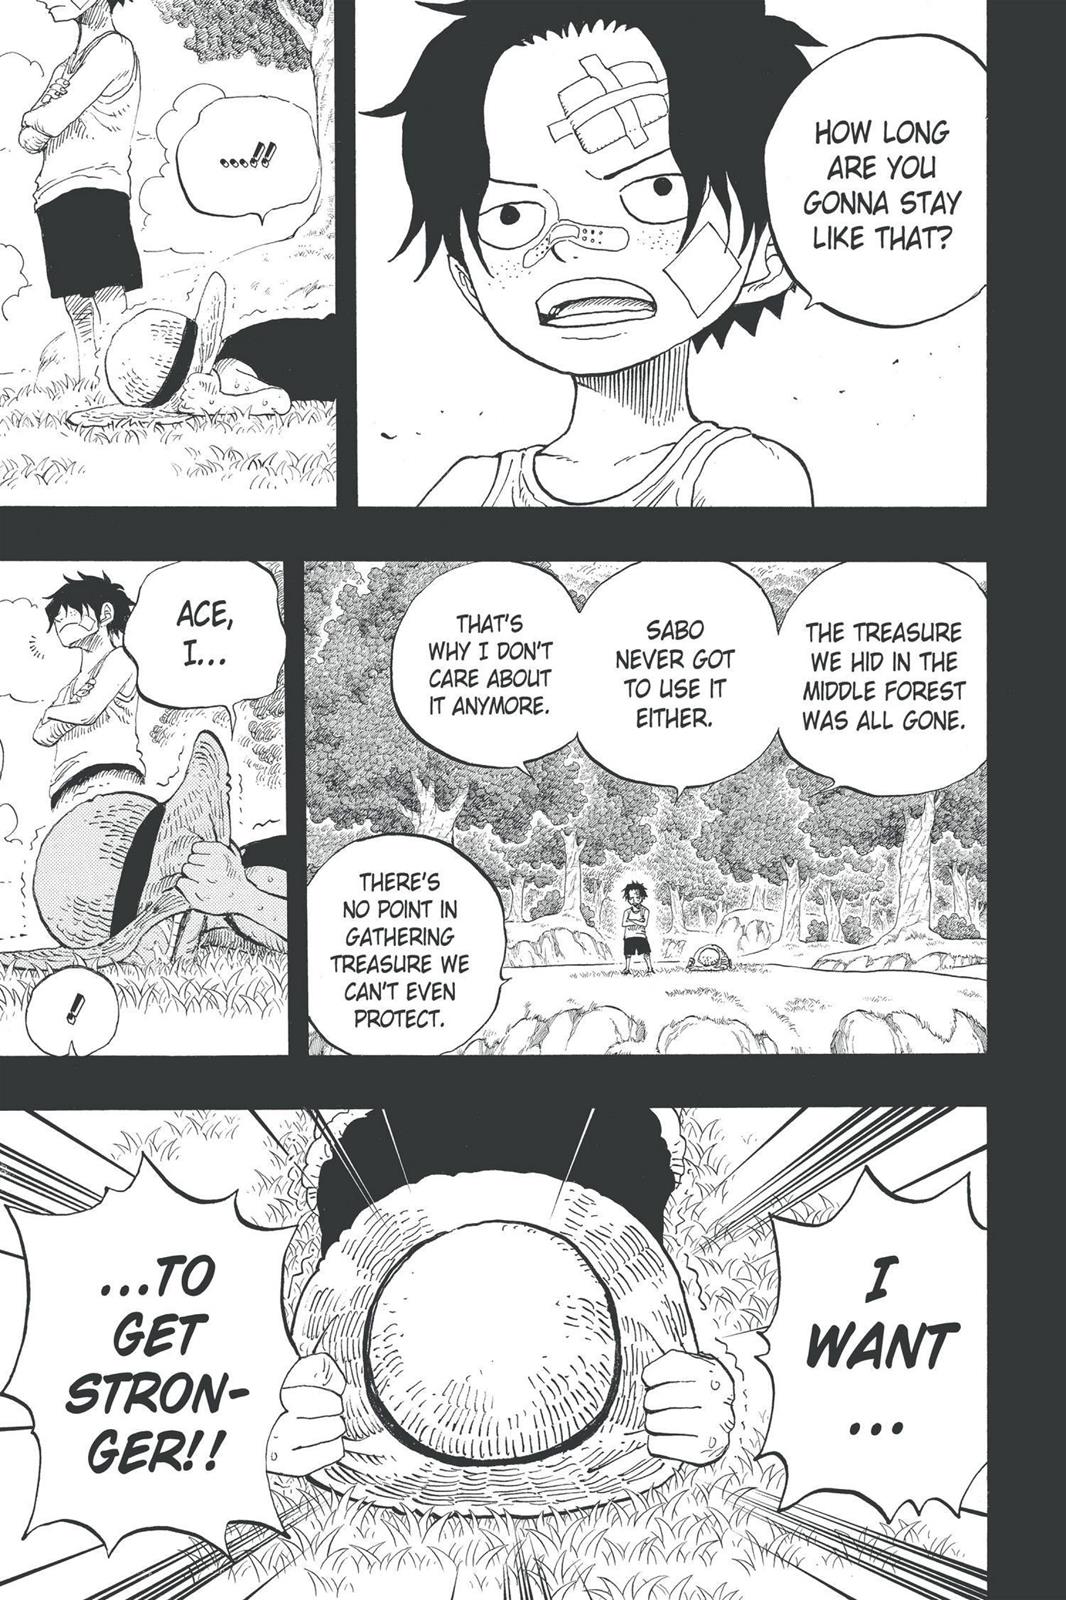 HOW LONG
ARE YOU
GONNA STAY
LIKE THAT?
...!!
THE TREASURE
WE HID IN THE
MIDDLE FOREST
WAS ALL GONE.
SABO
NEVER GOT
TO USE IT
EITHER.
THAT'S
WHY I DON'T
CARE ABOUT
IT ANYMORE.
THERE'S
NO POINT IN
GATHERING
TREASURE WE
CAN'T EVEN
PROTECT.
ACE,
I...
!
I
WANT
...
...TO
GET
STRON-
GER!!